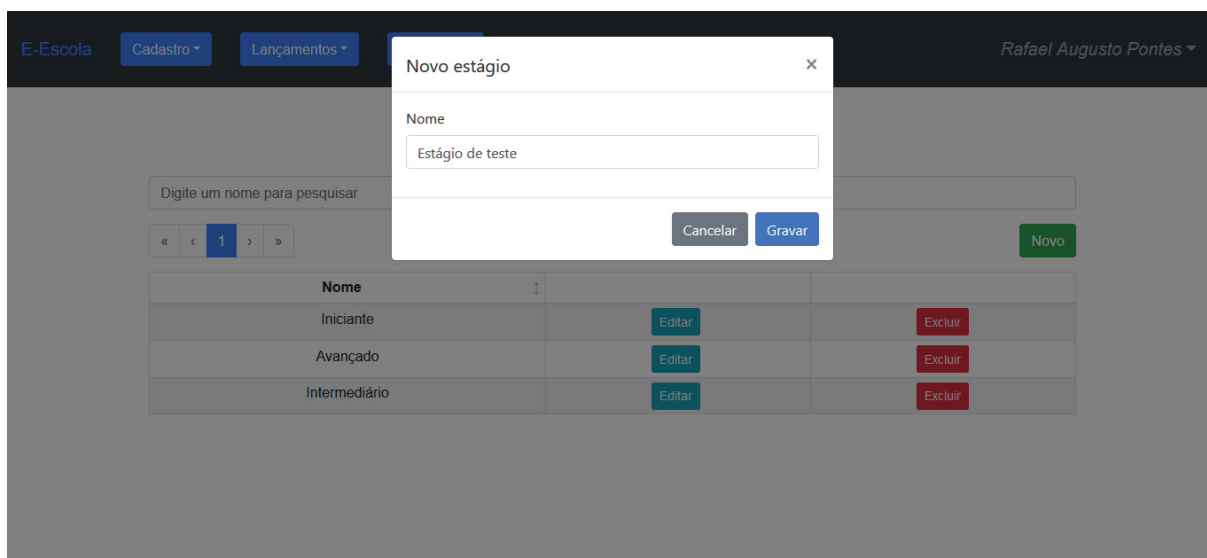 E-Escola Cadastro Lançamentos Rafael Augusto Pontes
Novo estágio ×
Nome
Estágio de teste
Digite um nome para pesquisar
Cancelar Gravar
« ‹ 1 › » Novo
Nome
Iniciante Editar Excluir
Avançado Editar Excluir
Intermediário Editar Excluir